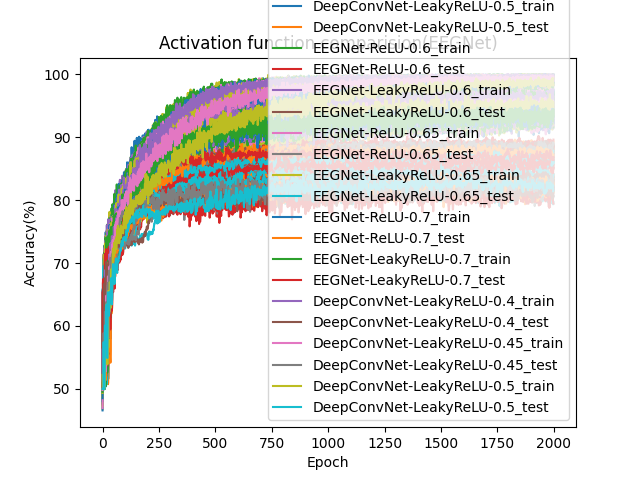 DeepConvNet-LeakyReLU-0.5_train
DeepConvNet-LeakyReLU-0.5_test
Activation function comparision(EEGNet)
EEGNet-ReLU-0.6_train
EEGNet-ReLU-0.6_test
EEGNet-LeakyReLU-0.6_train
EEGNet-LeakyReLU-0.6_test
EEGNet-ReLU-0.65_train
EEGNet-ReLU-0.65_test
EEGNet-LeakyReLU-0.65_train
EEGNet-LeakyReLU-0.65_test
EEGNet-ReLU-0.7_train
EEGNet-ReLU-0.7_test
EEGNet-LeakyReLU-0.7_train
EEGNet-LeakyReLU-0.7_test
DeepConvNet-LeakyReLU-0.4_train
DeepConvNet-LeakyReLU-0.4_test
DeepConvNet-LeakyReLU-0.45_train
DeepConvNet-LeakyReLU-0.45_test
DeepConvNet-LeakyReLU-0.5_train
DeepConvNet-LeakyReLU-0.5_test
Accuracy(%)
100
90
80
70
60
50
0 250 500 750 1000 1250 1500 1750 2000
Epoch